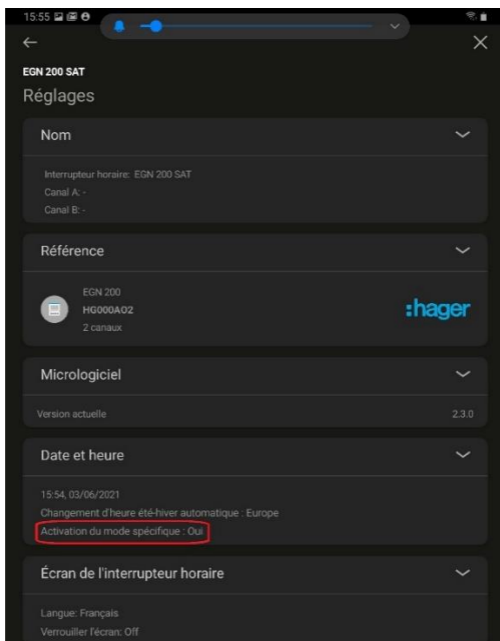 15:55
EGN 200 SAT
Réglages
Nom
Interrupteur horaire: EGN 200 SAT
Canal A: -
Canal B: -
Référence
EGN 200
HG000A02
2 canaux
:hager
Micrologiciel
Version actuelle 2.3.0
Date et heure
15:54, 03/06/2021
Changement d'heure été-hiver automatique : Europe
Activation du mode spécifique : Oui
Écran de l'interrupteur horaire
Langue: Français
Verrouiller l'écran: Off